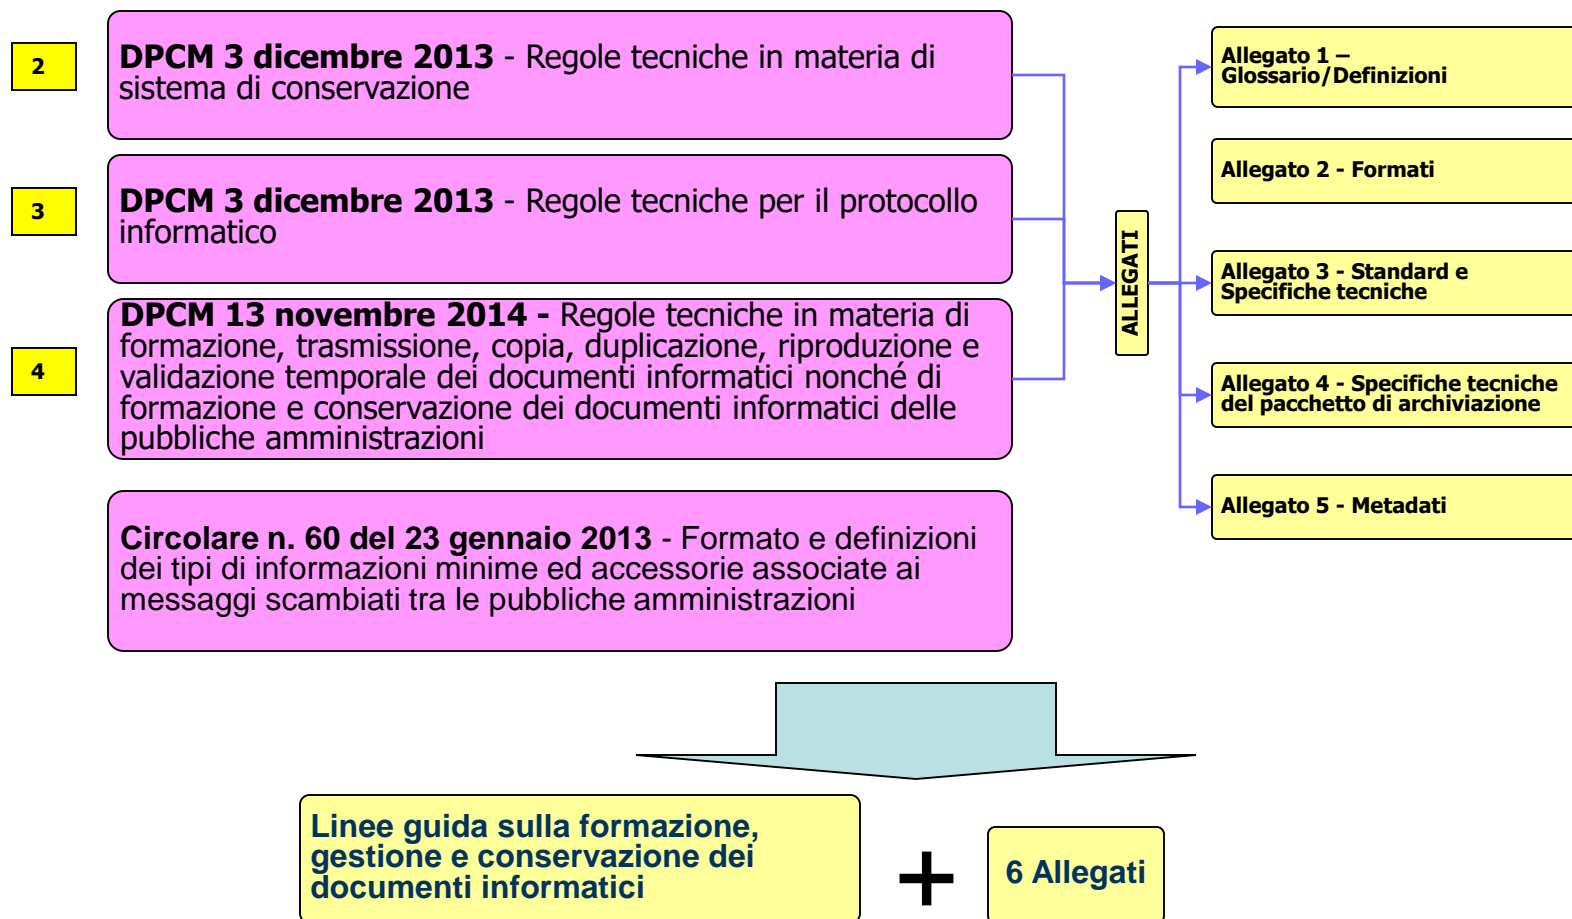 2
DPCM 3 dicembre 2013 - Regole tecniche in materia di
sistema di conservazione
3
DPCM 3 dicembre 2013 - Regole tecniche per il protocollo
informatico
4
DPCM 13 novembre 2014 - Regole tecniche in materia di
formazione, trasmissione, copia, duplicazione, riproduzione e
validazione temporale dei documenti informatici nonché di
formazione e conservazione dei documenti informatici delle
pubbliche amministrazioni
Circolare n. 60 del 23 gennaio 2013 - Formato e definizioni
dei tipi di informazioni minime ed accessorie associate ai
messaggi scambiati tra le pubbliche amministrazioni
ALLEGATI
Allegato 1 –
Glossario/Definizioni
Allegato 2 - Formati
Allegato 3 - Standard e
Specifiche tecniche
Allegato 4 - Specifiche tecniche
del pacchetto di archiviazione
Allegato 5 - Metadati
Linee guida sulla formazione,
gestione e conservazione dei
documenti informatici
+
6 Allegati